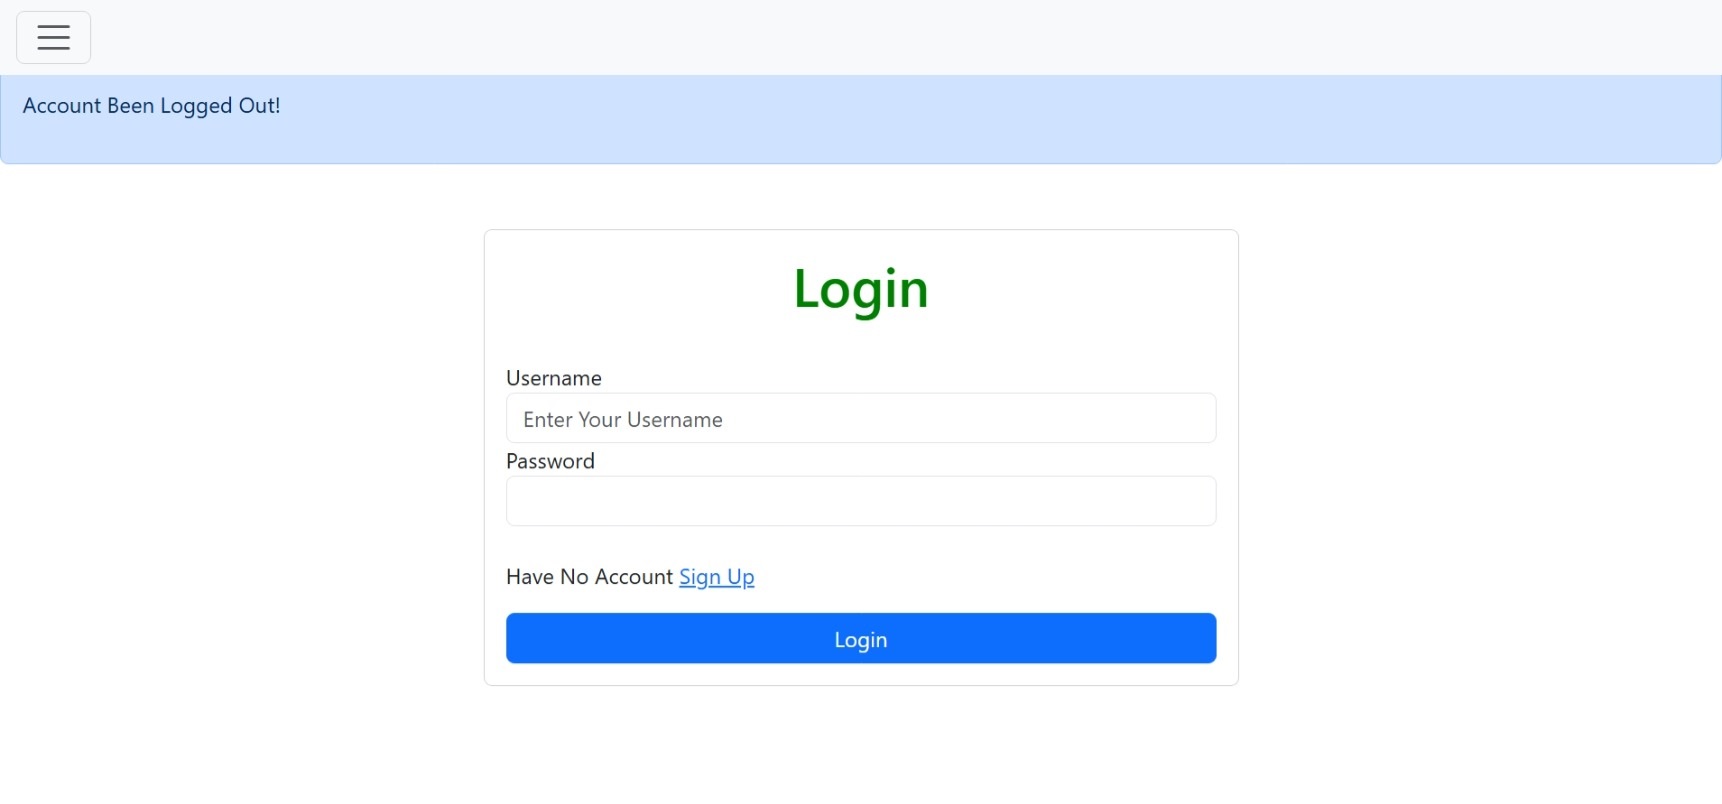 Account Been Logged Out!
Login
Username
Enter Your Username
Password
Have No Account Sign Up
Login